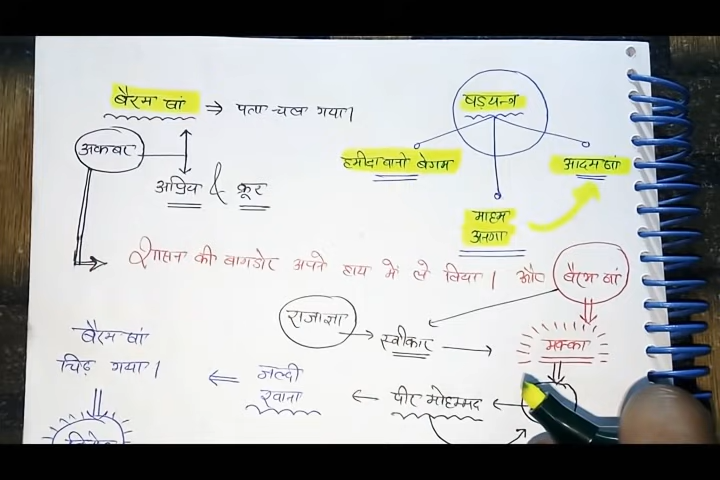 बैरम खां ⇒ पता चल गया।
षड़यन्त्र
अकबर
हमीदा बानो बेगम
आदम खां
अप्रिय & क्रूर
माहम
अनगा
शासन की बागडोर अपने हाथ में ले लिया। और बैरम खां
राजाज्ञा
स्वीकार
मक्का
बैरम खां
चिढ़ गया।
जल्दी
रवाना
पीर मोहम्मद